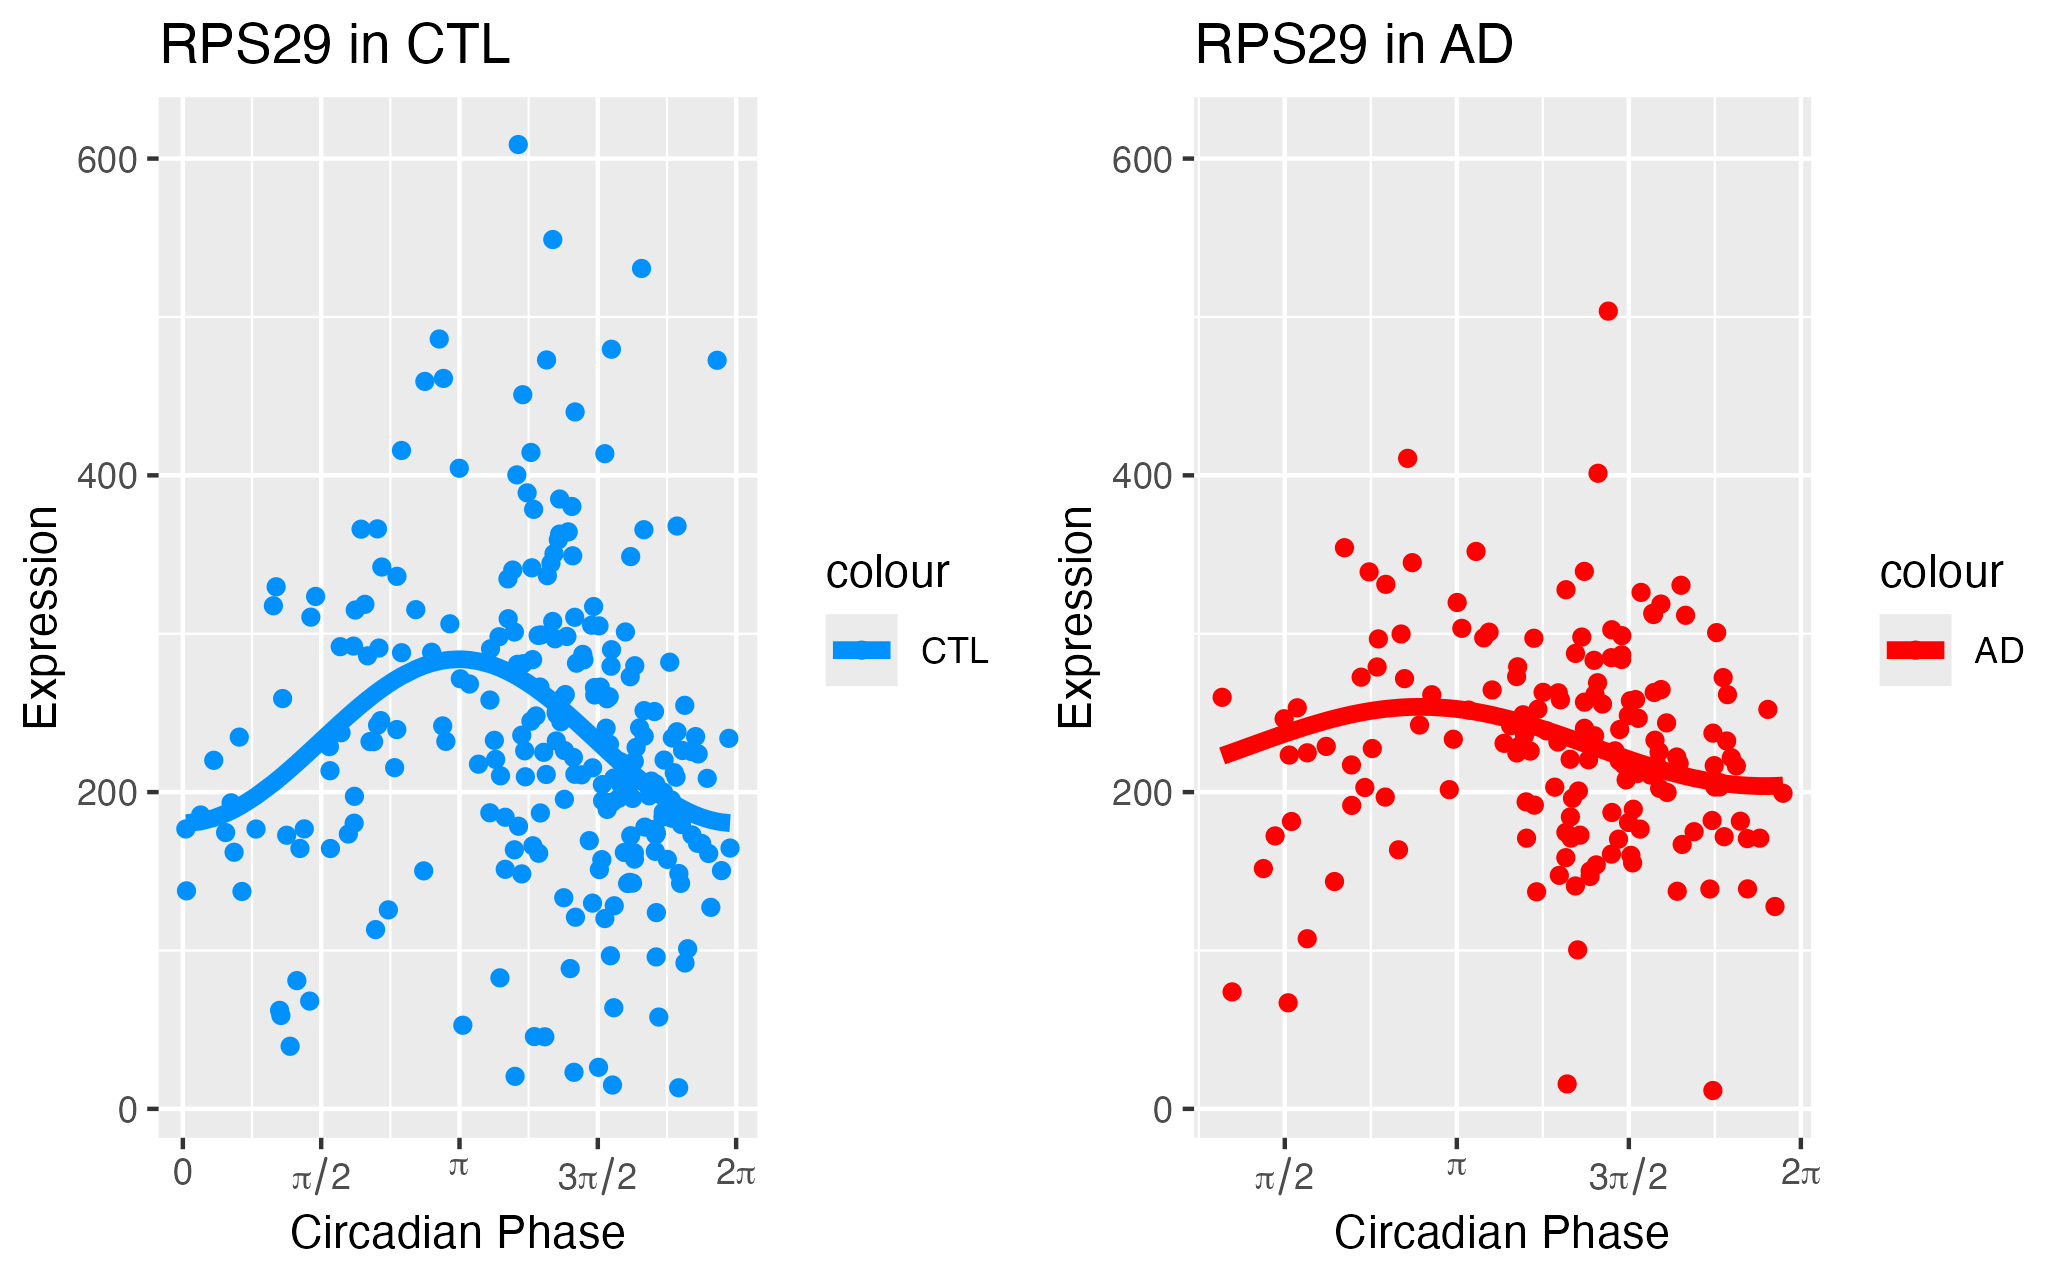 RPS29 in CTL
Expression
600
400
200
0
0 π/2 π 3π/2 2π
Circadian Phase
colour
CTL
RPS29 in AD
Expression
600
400
200
0
π/2 π 3π/2 2π
Circadian Phase
colour
AD